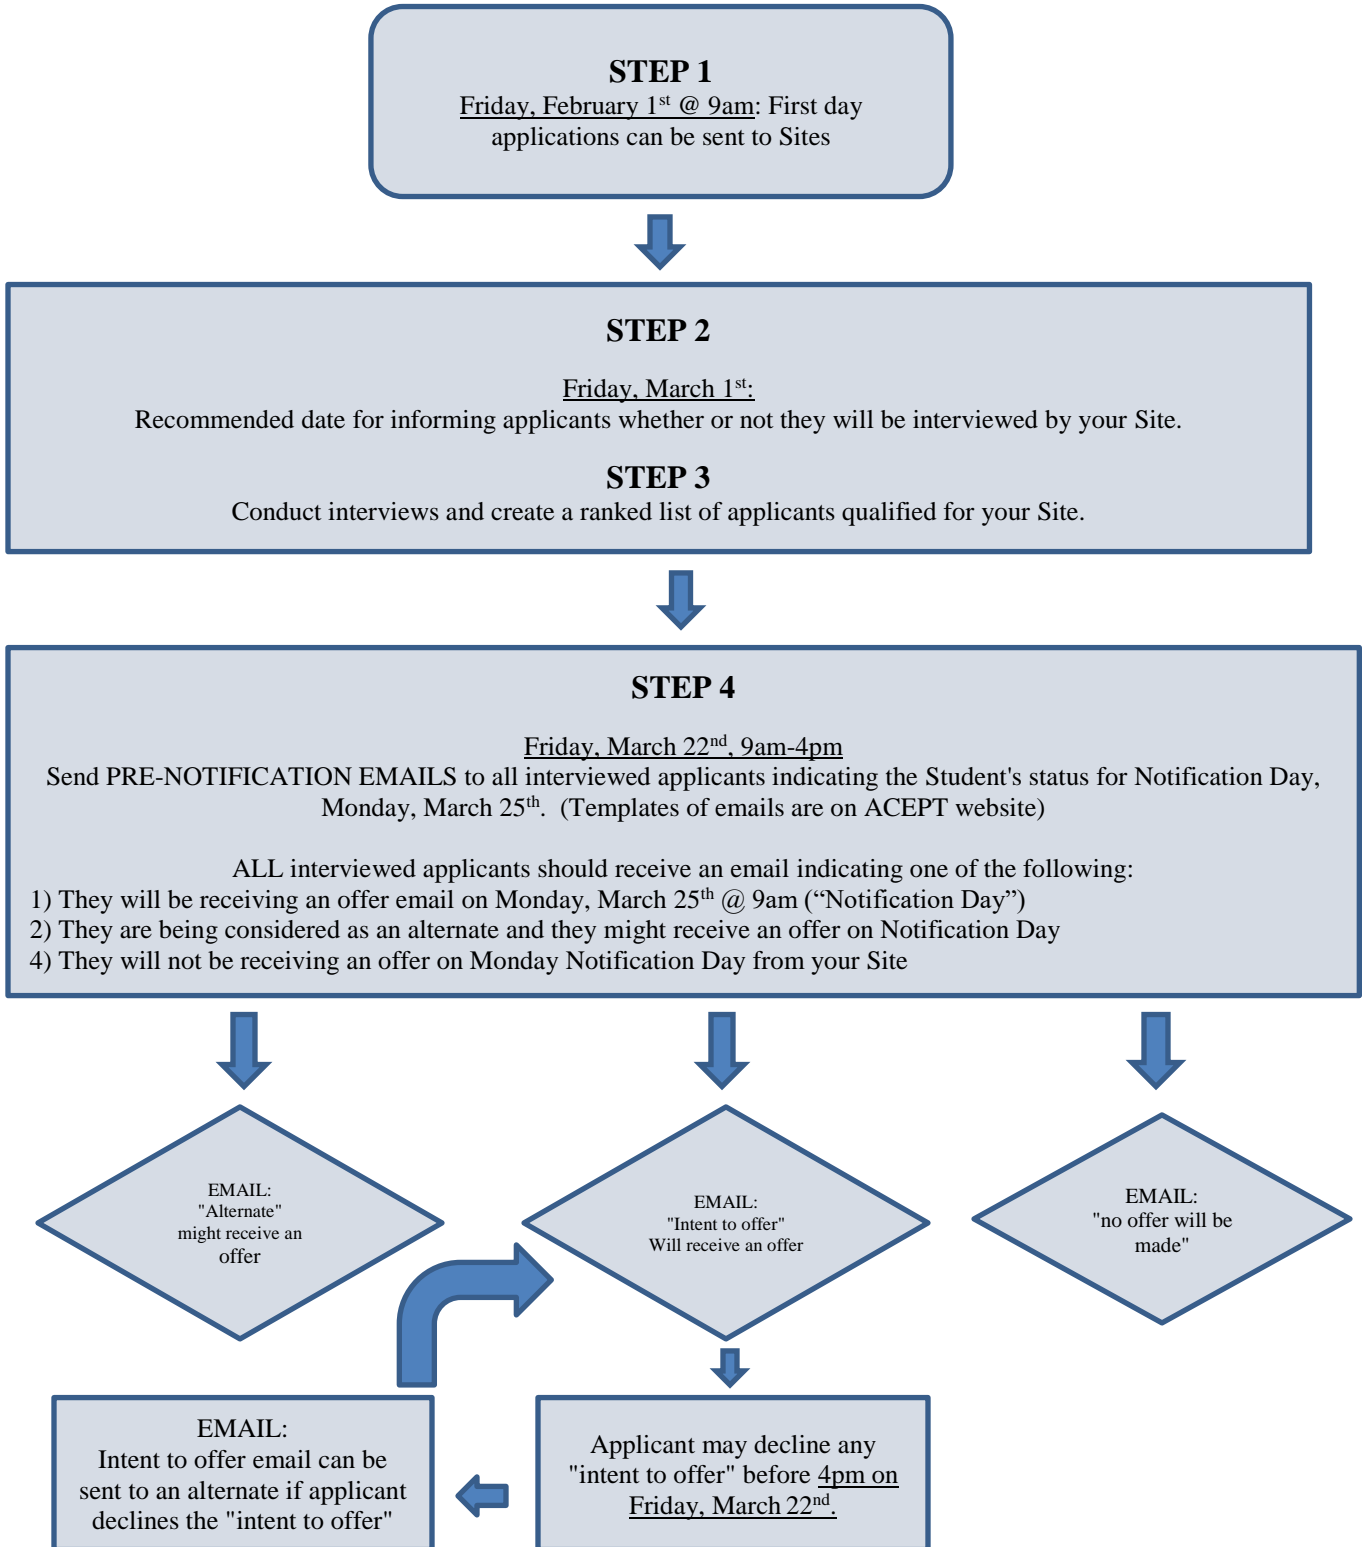 STEP 1
Friday, February 1st @ 9am: First day
applications can be sent to Sites
STEP 2
Friday, March 1st:
Recommended date for informing applicants whether or not they will be interviewed by your Site.
STEP 3
Conduct interviews and create a ranked list of applicants qualified for your Site.
STEP 4
Friday, March 22nd, 9am-4pm
Send PRE-NOTIFICATION EMAILS to all interviewed applicants indicating the Student's status for Notification Day,
Monday, March 25th.  (Templates of emails are on ACEPT website)
ALL interviewed applicants should receive an email indicating one of the following:
1) They will be receiving an offer email on Monday, March 25th @ 9am (“Notification Day”)
2) They are being considered as an alternate and they might receive an offer on Notification Day
4) They will not be receiving an offer on Monday Notification Day from your Site
EMAIL:
"Alternate"
might receive an
offer
EMAIL:
"Intent to offer"
Will receive an offer
EMAIL:
"no offer will be
made"
EMAIL:
Intent to offer email can be
sent to an alternate if applicant
declines the "intent to offer"
Applicant may decline any
"intent to offer" before 4pm on
Friday, March 22nd.